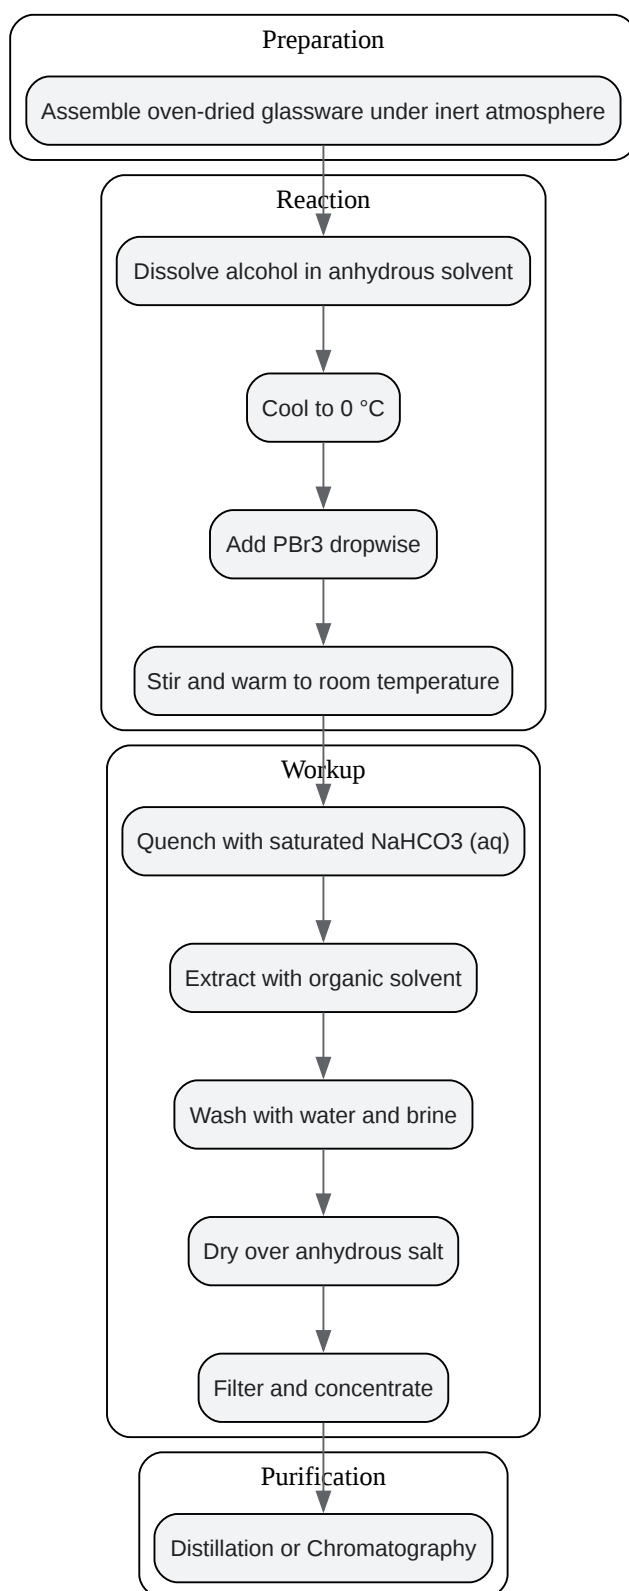 Preparation
Assemble oven-dried glassware under inert atmosphere
Reaction
Dissolve alcohol in anhydrous solvent
Cool to 0 °C
Add PBr3 dropwise
Stir and warm to room temperature
Workup
Quench with saturated NaHCO3 (aq)
Extract with organic solvent
Wash with water and brine
Dry over anhydrous salt
Filter and concentrate
Purification
Distillation or Chromatography